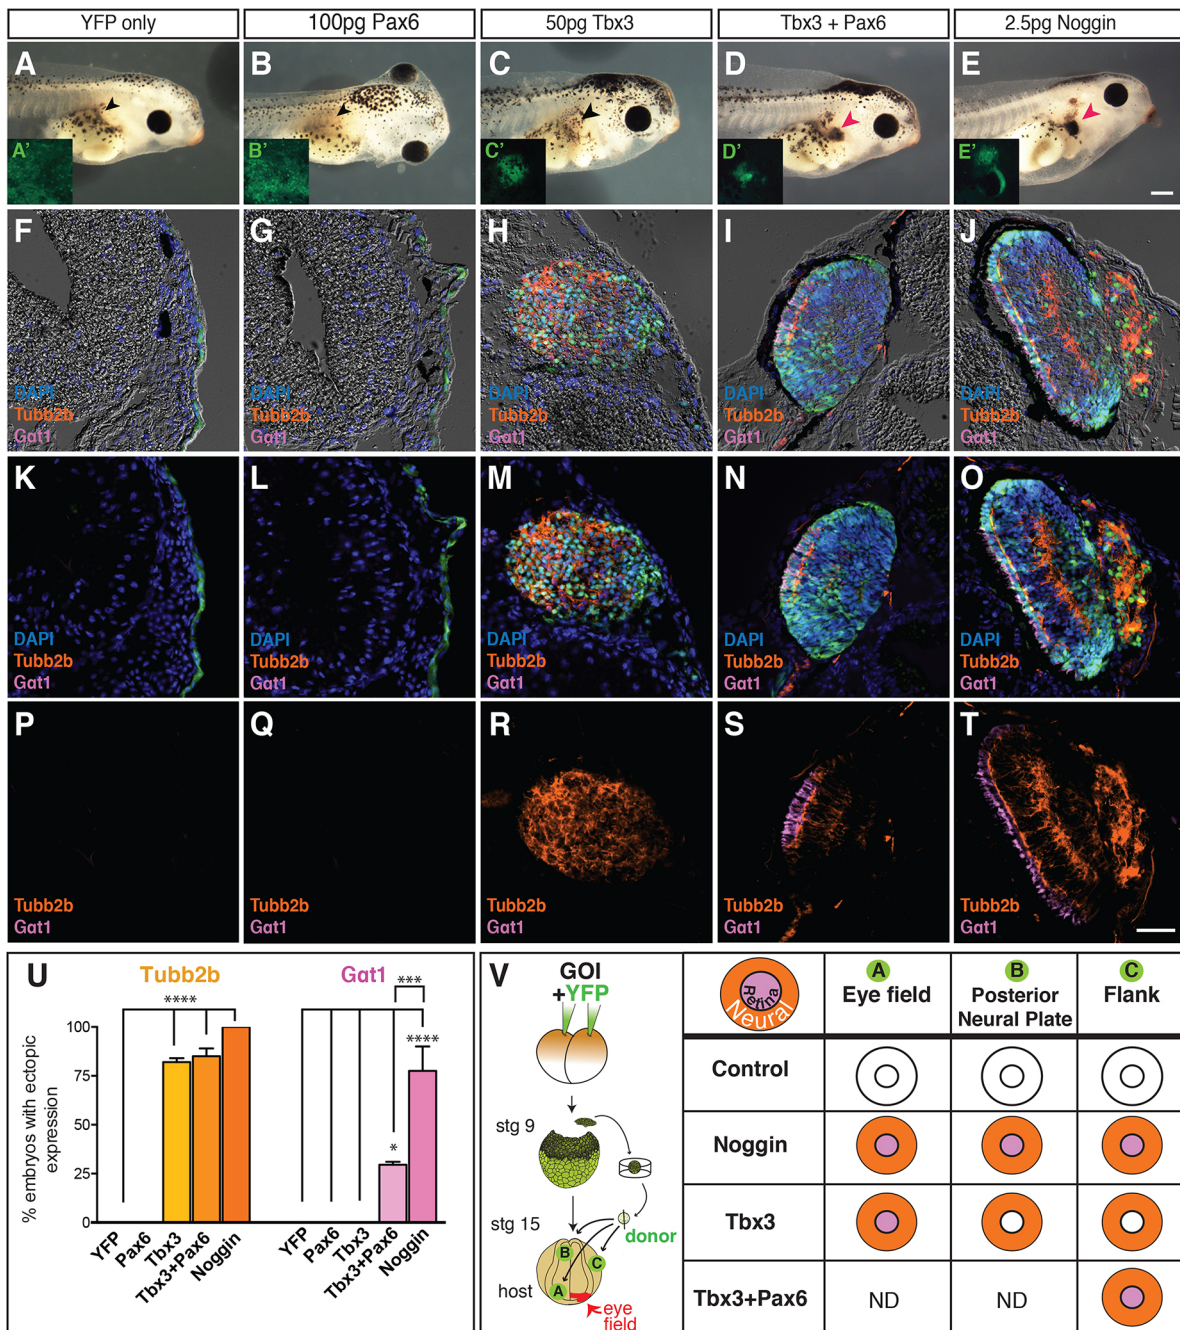 YFP only
100pg Pax6
50pg Tbx3
Tbx3 + Pax6
2.5pg Noggin
A
B
C
D
E
A'
B'
C'
D'
E'
F
G
H
I
J
DAPI
Tubb2b
Gat1
DAPI
Tubb2b
Gat1
DAPI
Tubb2b
Gat1
DAPI
Tubb2b
Gat1
DAPI
Tubb2b
Gat1
K
L
M
N
O
DAPI
Tubb2b
Gat1
DAPI
Tubb2b
Gat1
DAPI
Tubb2b
Gat1
DAPI
Tubb2b
Gat1
DAPI
Tubb2b
Gat1
P
Q
R
S
T
Tubb2b
Gat1
Tubb2b
Gat1
Tubb2b
Gat1
Tubb2b
Gat1
Tubb2b
Gat1
U
Tubb2b
Gat1
****
***
****
*
% embryos with ectopic
expression
100
75
50
25
0
YFP
Pax6
Tbx3
Tbx3+Pax6
Noggin
YFP
Pax6
Tbx3
Tbx3+Pax6
Noggin
V
GOI
+YFP
stg 9
stg 15
donor
host
B
C
A
eye
field
Retina
Neural
A
Eye field
B
Posterior
Neural Plate
C
Flank
Control
Noggin
Tbx3
Tbx3+Pax6
ND
ND